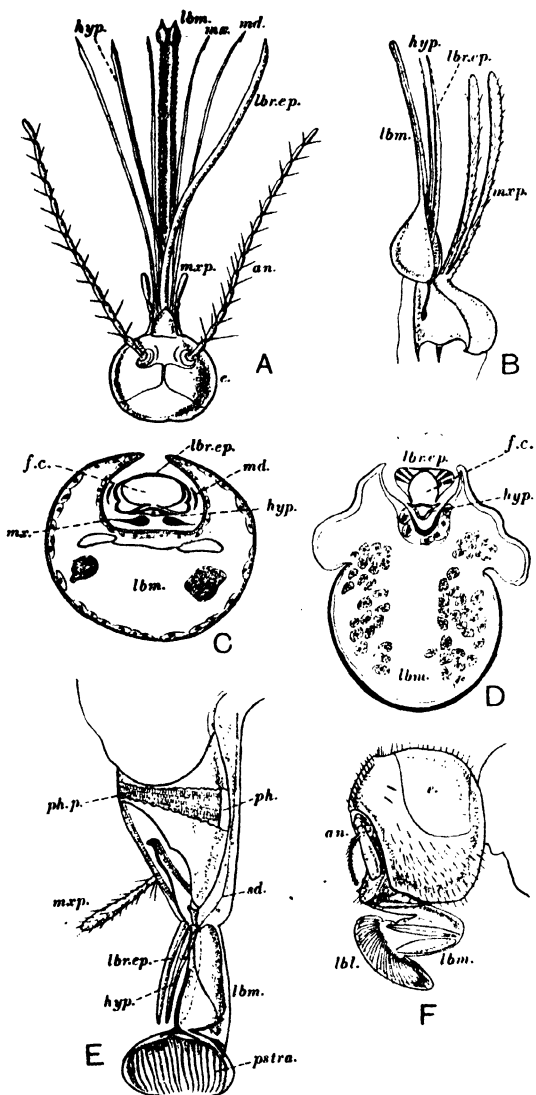 hyp.
lbm.
mx.
md.
lbr.ep.
mxp.
an.
e.
A
hyp.
lbr.ep.
lbm.
mxp.
B
lbr.ep.
f.c.
md.
hyp.
mx.
lbm.
C
lbr.ep.
f.c.
hyp.
lbm.
D
ph.p.
ph.
sd.
mxp.
lbr.ep.
hyp.
lbm.
pstra.
E
e.
an.
lbl.
lbm.
F